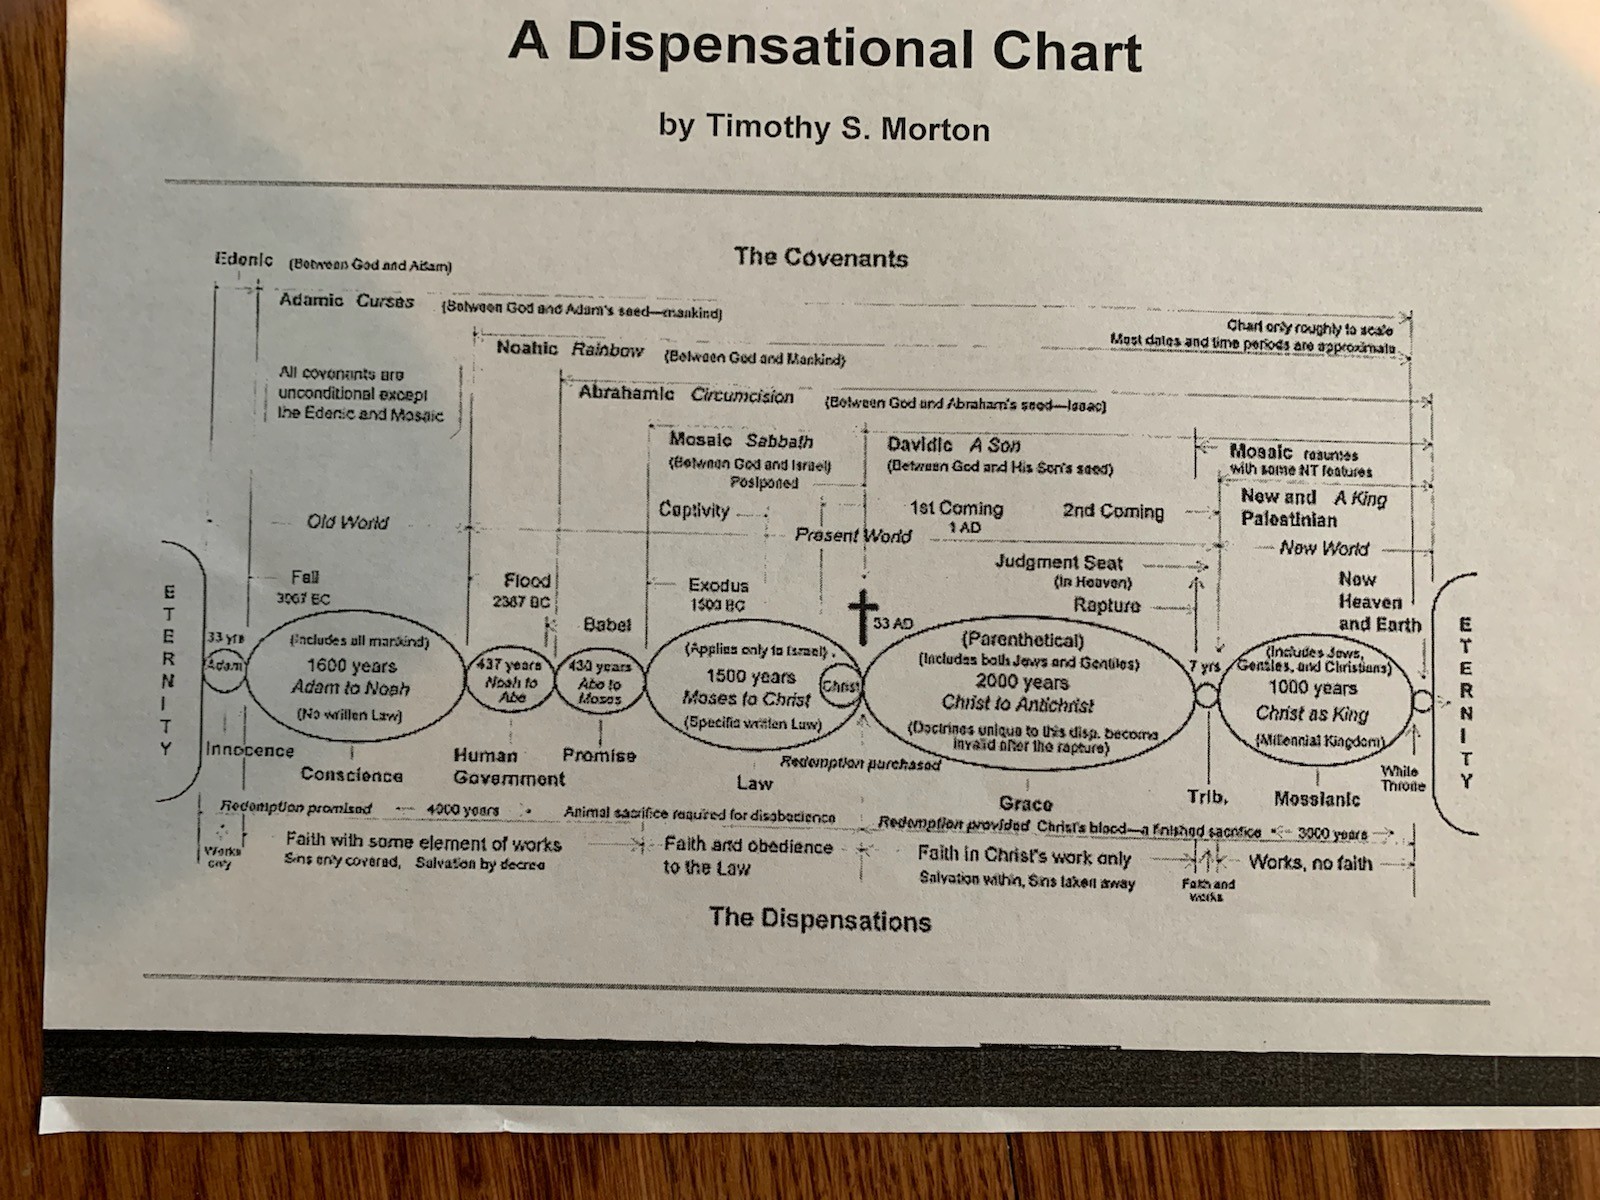 A Dispensational Chart
by Timothy S. Morton
The Covenants
Edenic (Between God and Adam)
Adamic Curses (Between God and Adam's seed—mankind)
Chart only roughly to scale
Most dates and time periods are approximate
Noahic Rainbow (Between God and Mankind)
All covenants are
unconditional except
the Edenic and Mosaic
Abrahamic Circumcision (Between God and Abraham's seed—Isaac)
Mosaic Sabbath
(Between God and Israel)
Postponed
Davidic A Son
(Between God and His Son's seed)
Mosaic resumes
with some NT features
New and A King
Palestinian
Captivity
1st Coming
1 AD
2nd Coming
Old World
Present World
New World
Judgment Seat
(In Heaven)
Rapture
New
Heaven
and Earth
Fall
Flood
2387 BC
Exodus
1500 BC
Babel
33 AD
ETERNITY
33 yrs
Adam
(Includes all mankind)
1600 years
Adam to Noah
(No written Law)
437 years
Noah to
Abe
430 years
Abe to
Moses
(Applies only to Israel)
1500 years
Moses to Christ
(Specific written Law)
Christ
(Parenthetical)
(Includes both Jews and Gentiles)
2000 years
Christ to Antichrist
(Doctrines unique to this disp. become
invalid after the rapture)
7 yrs
(Includes Jews,
Gentiles, and Christians)
1000 years
Christ as King
(Millennial Kingdom)
ETERNITY
Innocence
Conscience
Human
Government
Promise
Law
Redemption purchased
Grace
Trib.
Messianic
White
Throne
Redemption promised 4000 years Animal sacrifice required for disobedience
Redemption provided Christ's blood—a finished sacrifice 3000 years
Works
only
Faith with some element of works
Sins only covered, Salvation by decree
Faith and obedience
to the Law
Faith in Christ's work only
Salvation within, Sins taken away
Faith and
works
Works, no faith
The Dispensations